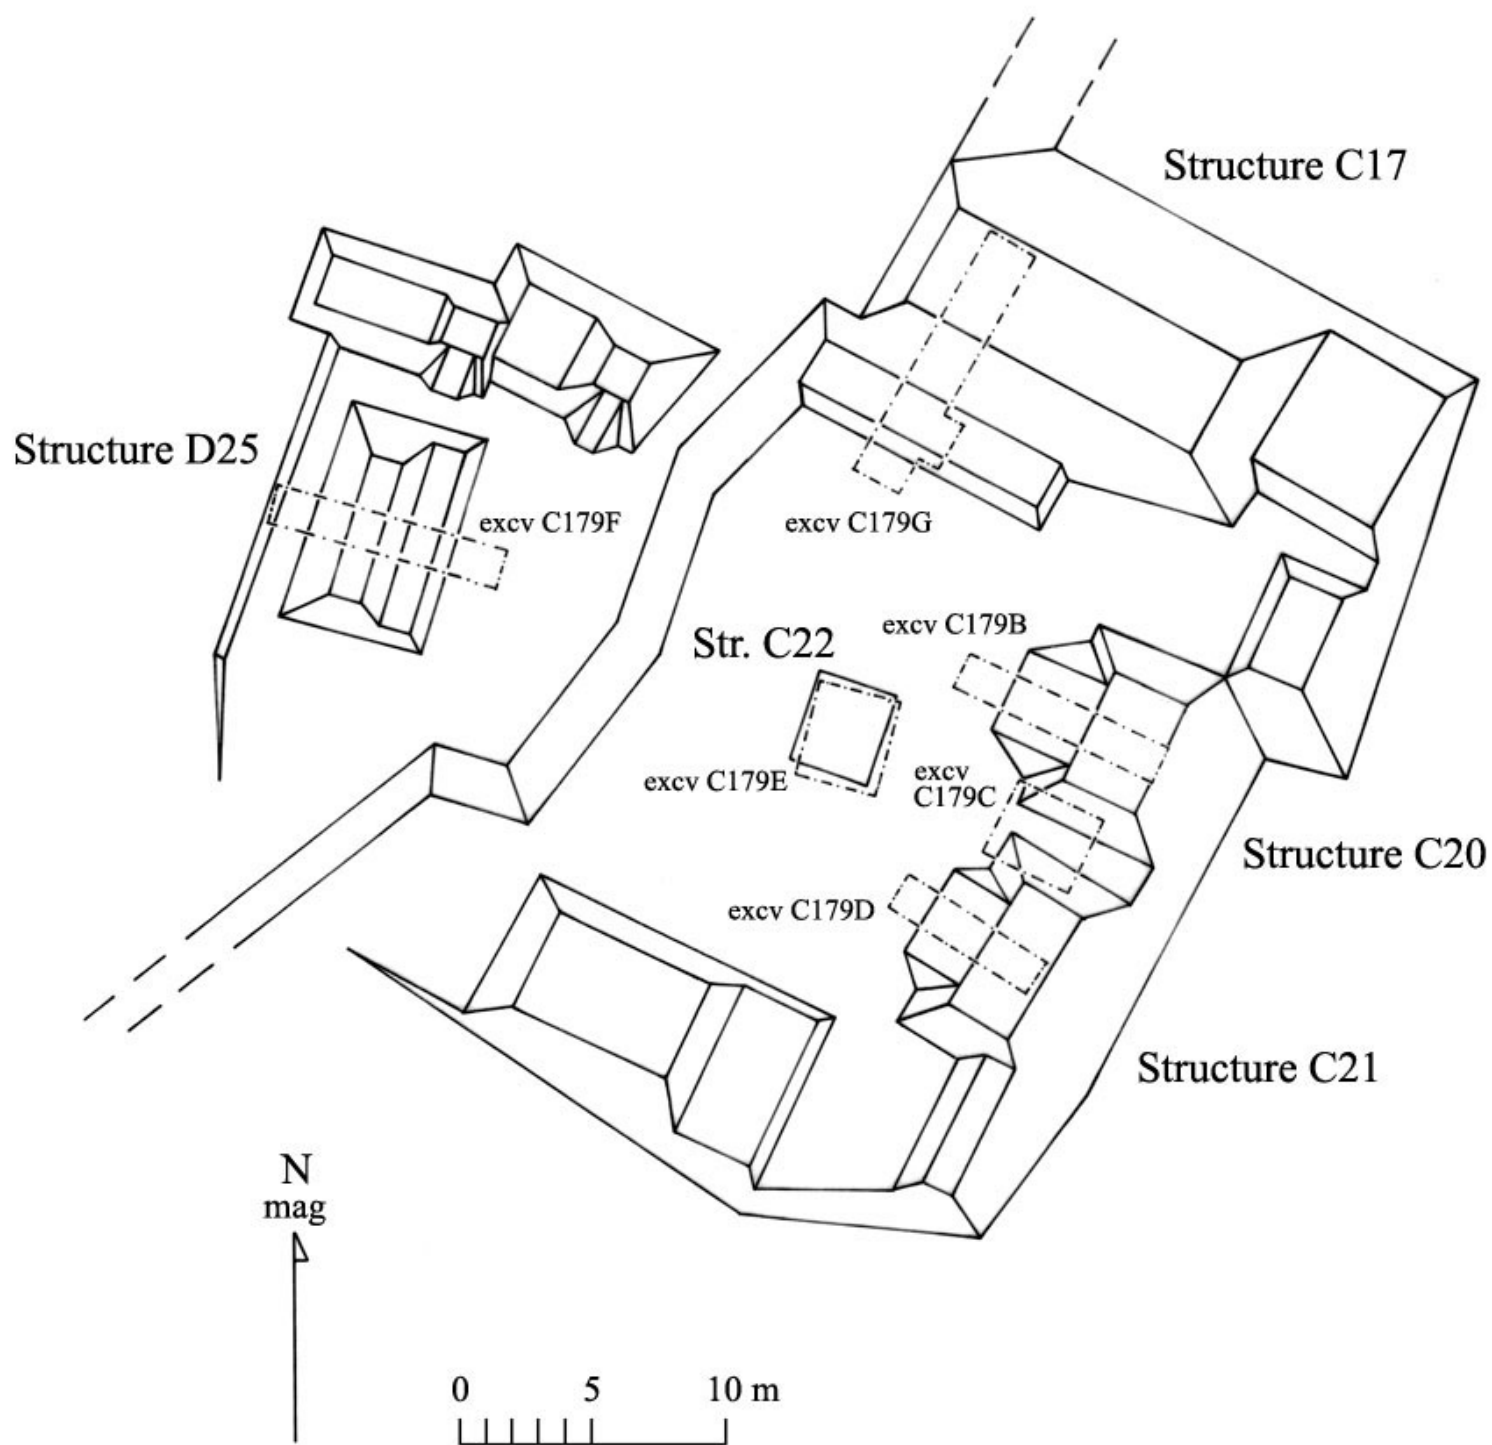 Structure C17
Structure D25
excv C179F
excv C179G
excv C179B
Str. C22
excv C179E
excv
C179C
Structure C20
excv C179D
Structure C21
N
mag
0 5 10 m